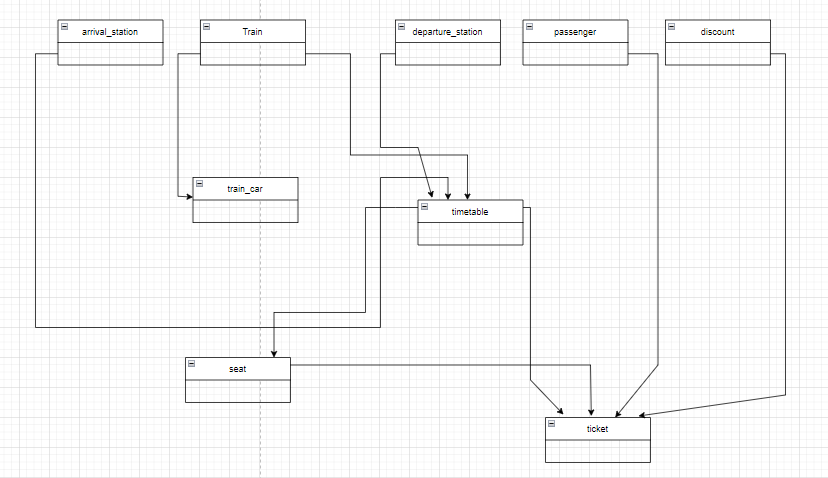 arrival_station
Train
departure_station
passenger
discount
train_car
timetable
seat
ticket